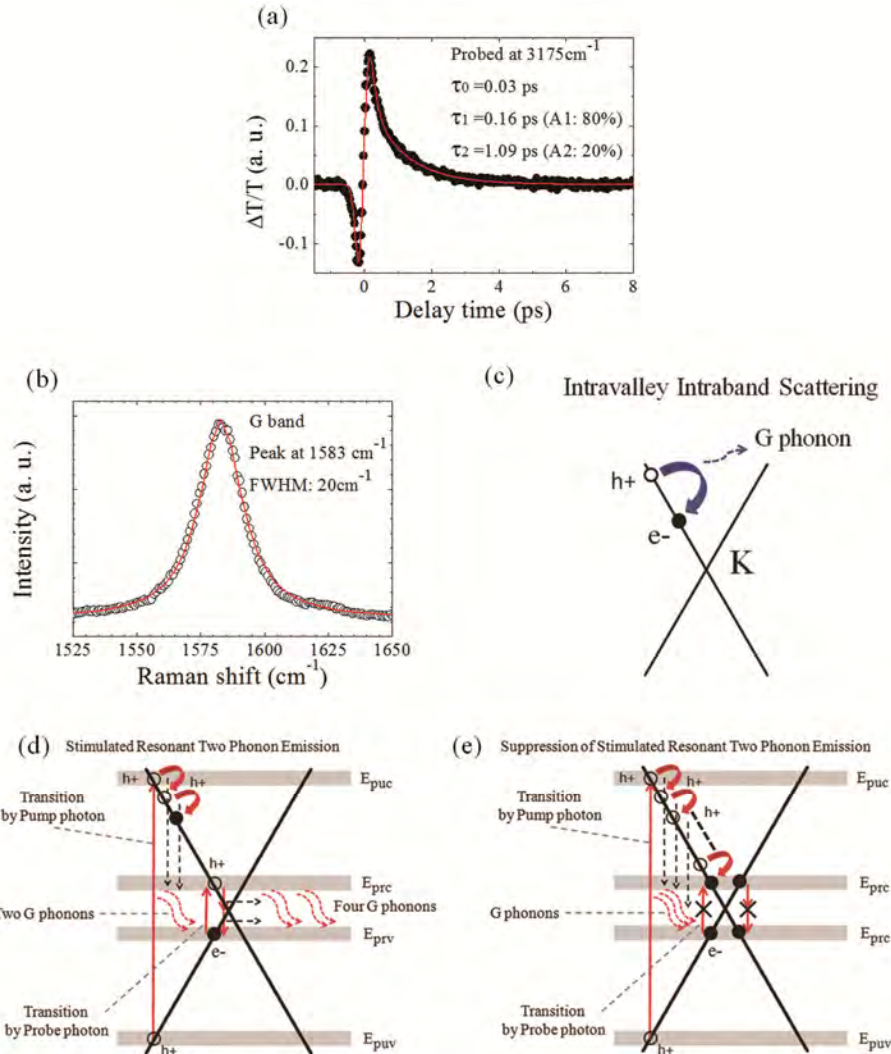 (a)
Probed at 3175cm⁻¹
τ0 =0.03 ps
τ1 =0.16 ps (A1: 80%)
τ2 =1.09 ps (A2: 20%)
0.2
0.1
0.0
-0.1
ΔT/T (a. u.)
0 2 4 6 8
Delay time (ps)
(b)
G band
Peak at 1583 cm⁻¹
FWHM: 20cm⁻¹
Intensity (a. u.)
1525 1550 1575 1600 1625 1650
Raman shift (cm⁻¹)
(c)
Intravalley Intraband Scattering
G phonon
h+
e-
K
(d) Stimulated Resonant Two Phonon Emission
h+ h+ Epuc
Transition
by Pump photon
h+
Eprc
Two G phonons
Four G phonons
Eprv
e-
Transition
by Probe photon
h+
Epuv
(e) Suppression of Stimulated Resonant Two Phonon Emission
h+ h+ Epuc
Transition
by Pump photon
h+
Eprc
G phonons
Eprc
e-
Transition
by Probe photon
h+
Epuv